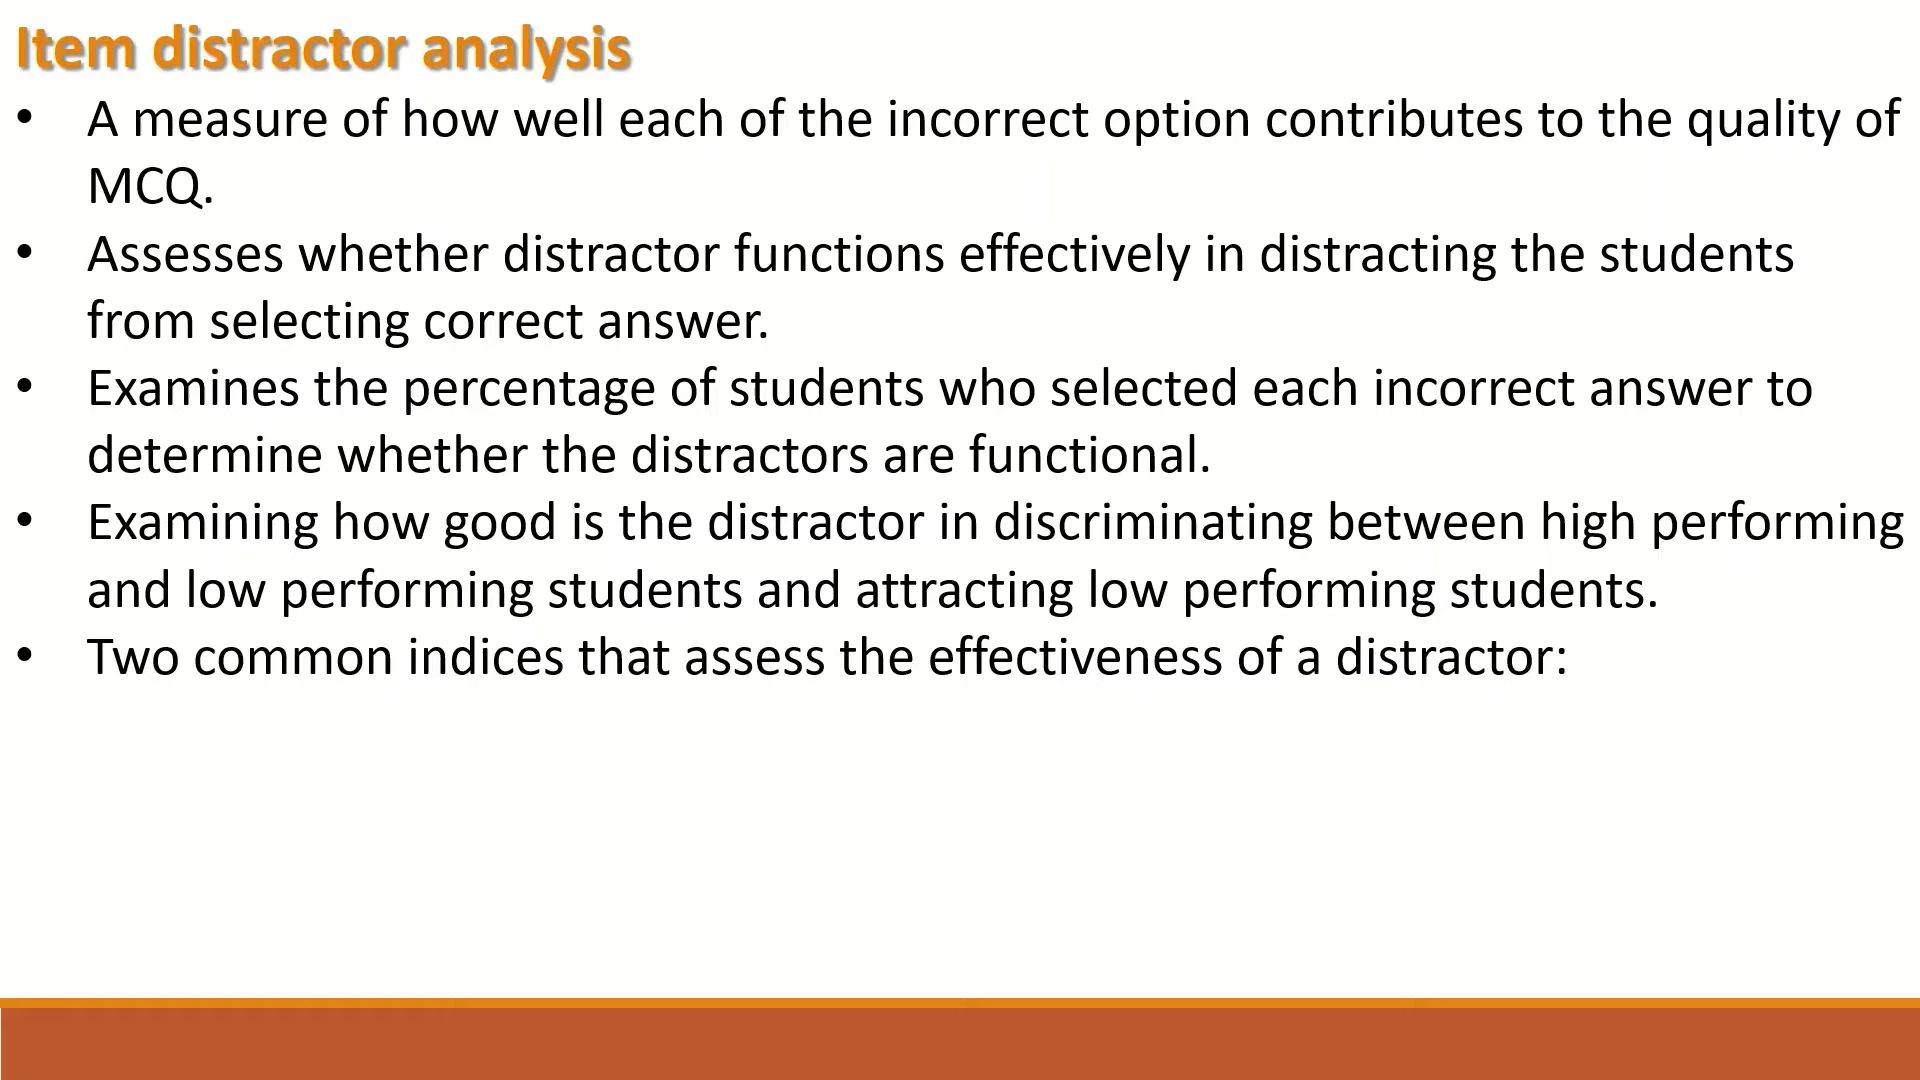 Item distractor analysis
• A measure of how well each of the incorrect option contributes to the quality of
MCQ.
• Assesses whether distractor functions effectively in distracting the students
from selecting correct answer.
• Examines the percentage of students who selected each incorrect answer to
determine whether the distractors are functional.
• Examining how good is the distractor in discriminating between high performing
and low performing students and attracting low performing students.
• Two common indices that assess the effectiveness of a distractor: